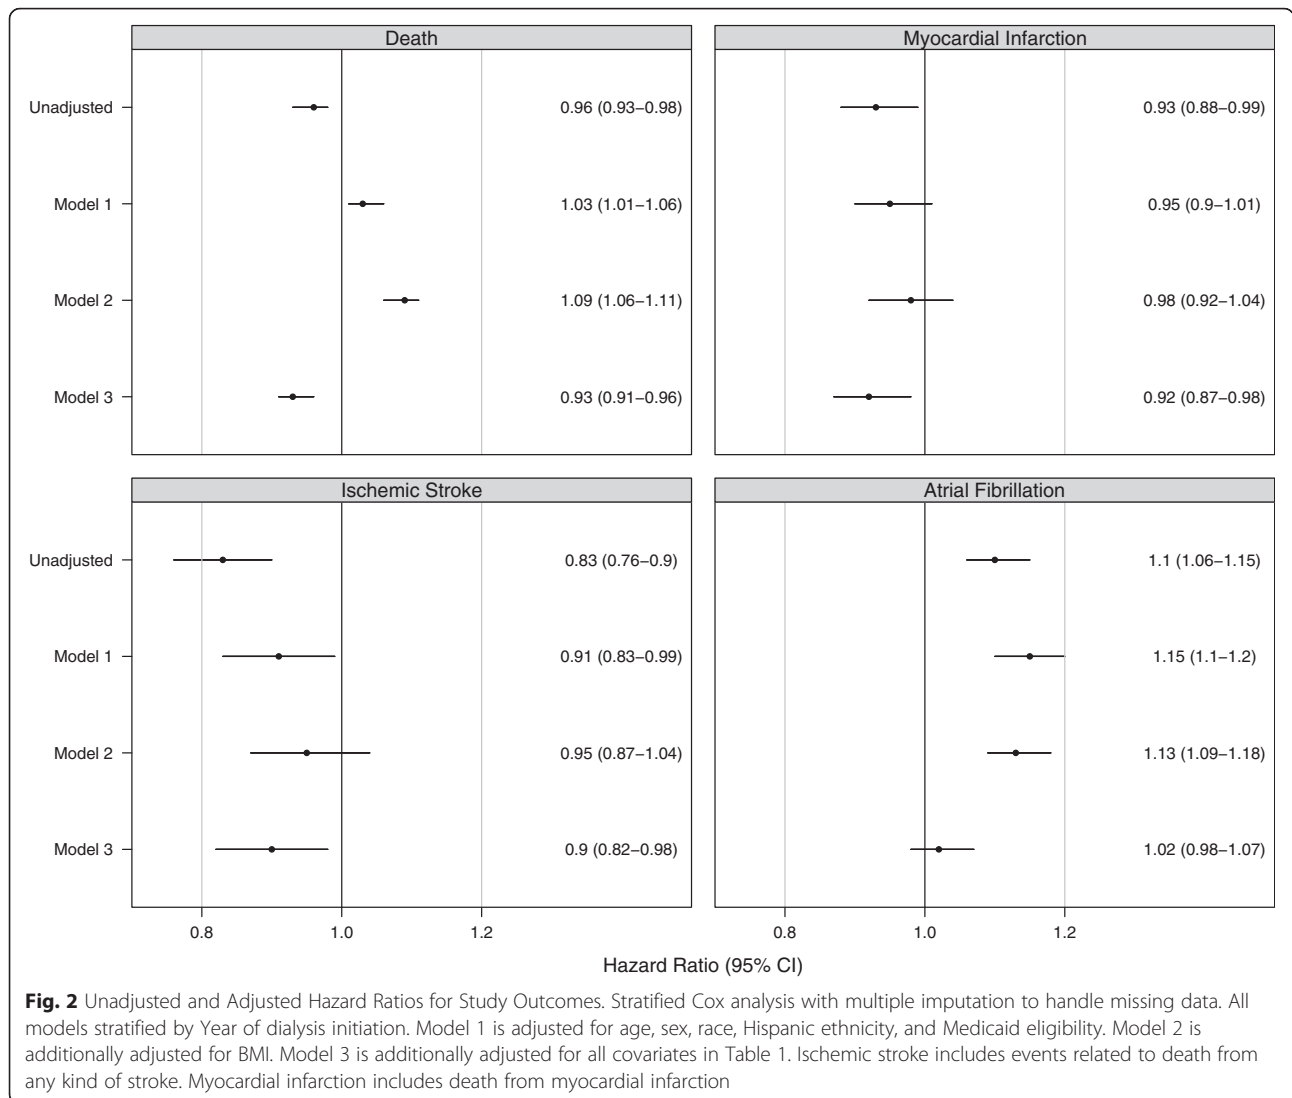 Death
Unadjusted
0.96 (0.93–0.98)
Model 1
1.03 (1.01–1.06)
Model 2
1.09 (1.06–1.11)
Model 3
0.93 (0.91–0.96)
Myocardial Infarction
0.93 (0.88–0.99)
0.95 (0.9–1.01)
0.98 (0.92–1.04)
0.92 (0.87–0.98)
Ischemic Stroke
Unadjusted
0.83 (0.76–0.9)
Model 1
0.91 (0.83–0.99)
Model 2
0.95 (0.87–1.04)
Model 3
0.9 (0.82–0.98)
0.8 1.0 1.2
Atrial Fibrillation
1.1 (1.06–1.15)
1.15 (1.1–1.2)
1.13 (1.09–1.18)
1.02 (0.98–1.07)
0.8 1.0 1.2
Hazard Ratio (95% CI)
Fig. 2 Unadjusted and Adjusted Hazard Ratios for Study Outcomes. Stratified Cox analysis with multiple imputation to handle missing data. All
models stratified by Year of dialysis initiation. Model 1 is adjusted for age, sex, race, Hispanic ethnicity, and Medicaid eligibility. Model 2 is
additionally adjusted for BMI. Model 3 is additionally adjusted for all covariates in Table 1. Ischemic stroke includes events related to death from
any kind of stroke. Myocardial infarction includes death from myocardial infarction